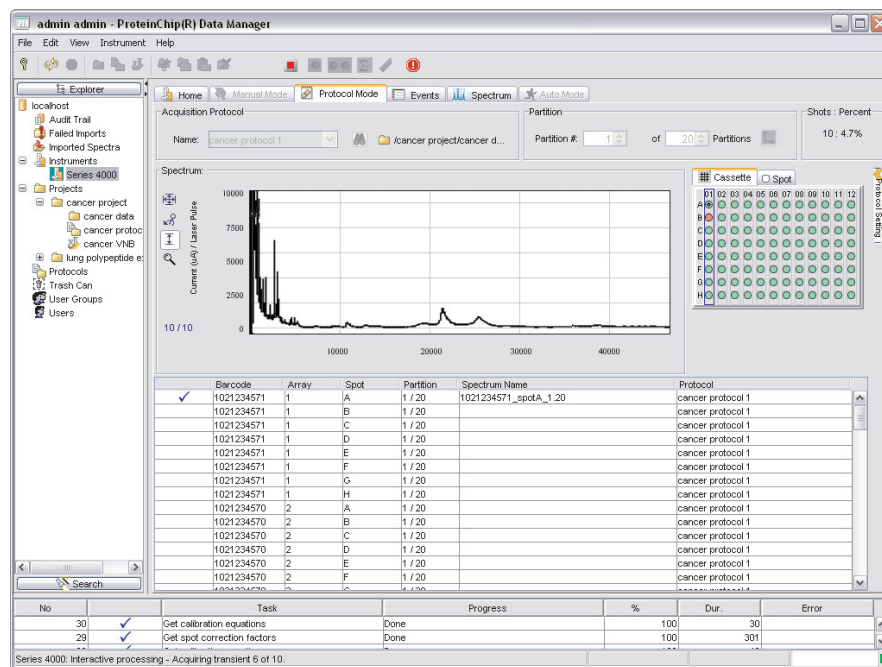 admin admin - ProteinChip(R) Data Manager
File Edit View Instrument Help
Explorer
localhost
Audit Trail
Failed Imports
Imported Spectra
Instruments
Series 4000
Projects
cancer project
cancer data
cancer protoc
cancer VNB
lung polypeptide e
Protocols
Trash Can
User Groups
Users
Search
Home Manual Mode Protocol Mode Events Spectrum Auto Mode
Acquisition Protocol
Name: cancer protocol 1 /cancer project/cancer d...
Partition
Partition #: 1 of 20 Partitions
Shots : Percent
10 : 4.7%
Spectrum:
Current (uA) / Laser Pulse
10000
7500
5000
2500
0
10 / 10
10000 20000 30000 40000
Cassette Spot
01 02 03 04 05 06 07 08 09 10 11 12
A
B
C
D
E
F
G
H
Protocol Setting
Barcode Array Spot Partition Spectrum Name Protocol
1021234571 1 A 1 / 20 1021234571_spotA_1.20 cancer protocol 1
1021234571 1 B 1 / 20 cancer protocol 1
1021234571 1 C 1 / 20 cancer protocol 1
1021234571 1 D 1 / 20 cancer protocol 1
1021234571 1 E 1 / 20 cancer protocol 1
1021234571 1 F 1 / 20 cancer protocol 1
1021234571 1 G 1 / 20 cancer protocol 1
1021234571 1 H 1 / 20 cancer protocol 1
1021234570 2 A 1 / 20 cancer protocol 1
1021234570 2 B 1 / 20 cancer protocol 1
1021234570 2 C 1 / 20 cancer protocol 1
1021234570 2 D 1 / 20 cancer protocol 1
1021234570 2 E 1 / 20 cancer protocol 1
1021234570 2 F 1 / 20 cancer protocol 1
No Task Progress % Dur. Error
30 Get calibration equations Done 100 30
29 Get spot correction factors Done 100 301
Series 4000: Interactive processing - Acquiring transient 6 of 10.